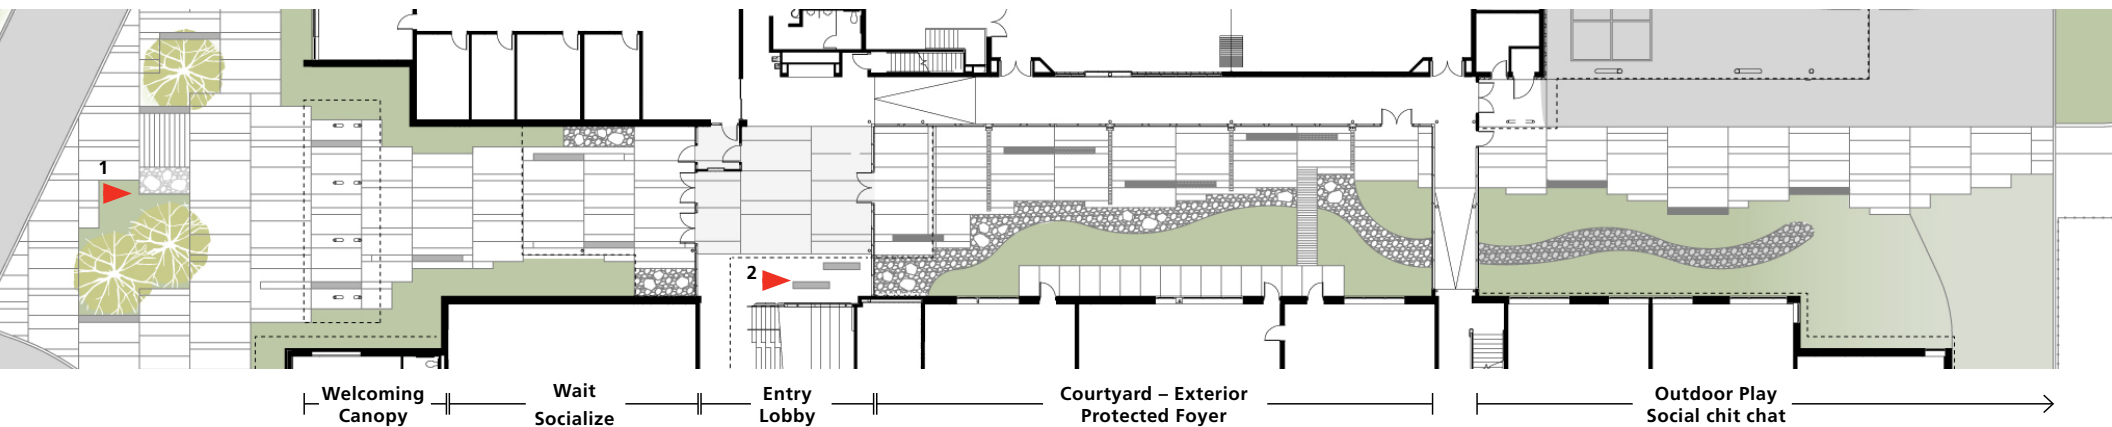 1
2
Welcoming
Canopy
Wait
Socialize
Entry
Lobby
Courtyard – Exterior
Protected Foyer
Outdoor Play
Social chit chat